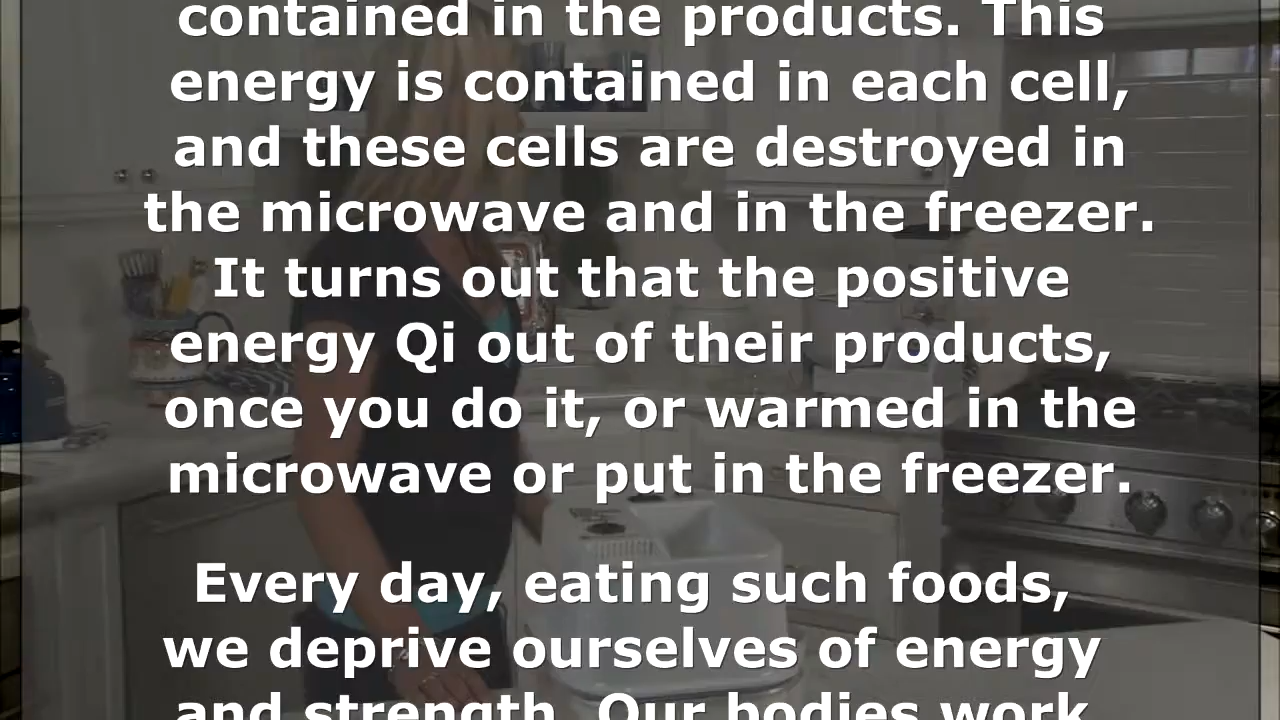 contained in the products. This
energy is contained in each cell,
and these cells are destroyed in
the microwave and in the freezer.
It turns out that the positive
energy Qi out of their products,
once you do it, or warmed in the
microwave or put in the freezer.
Every day, eating such foods,
we deprive ourselves of energy
and strength. Our bodies work